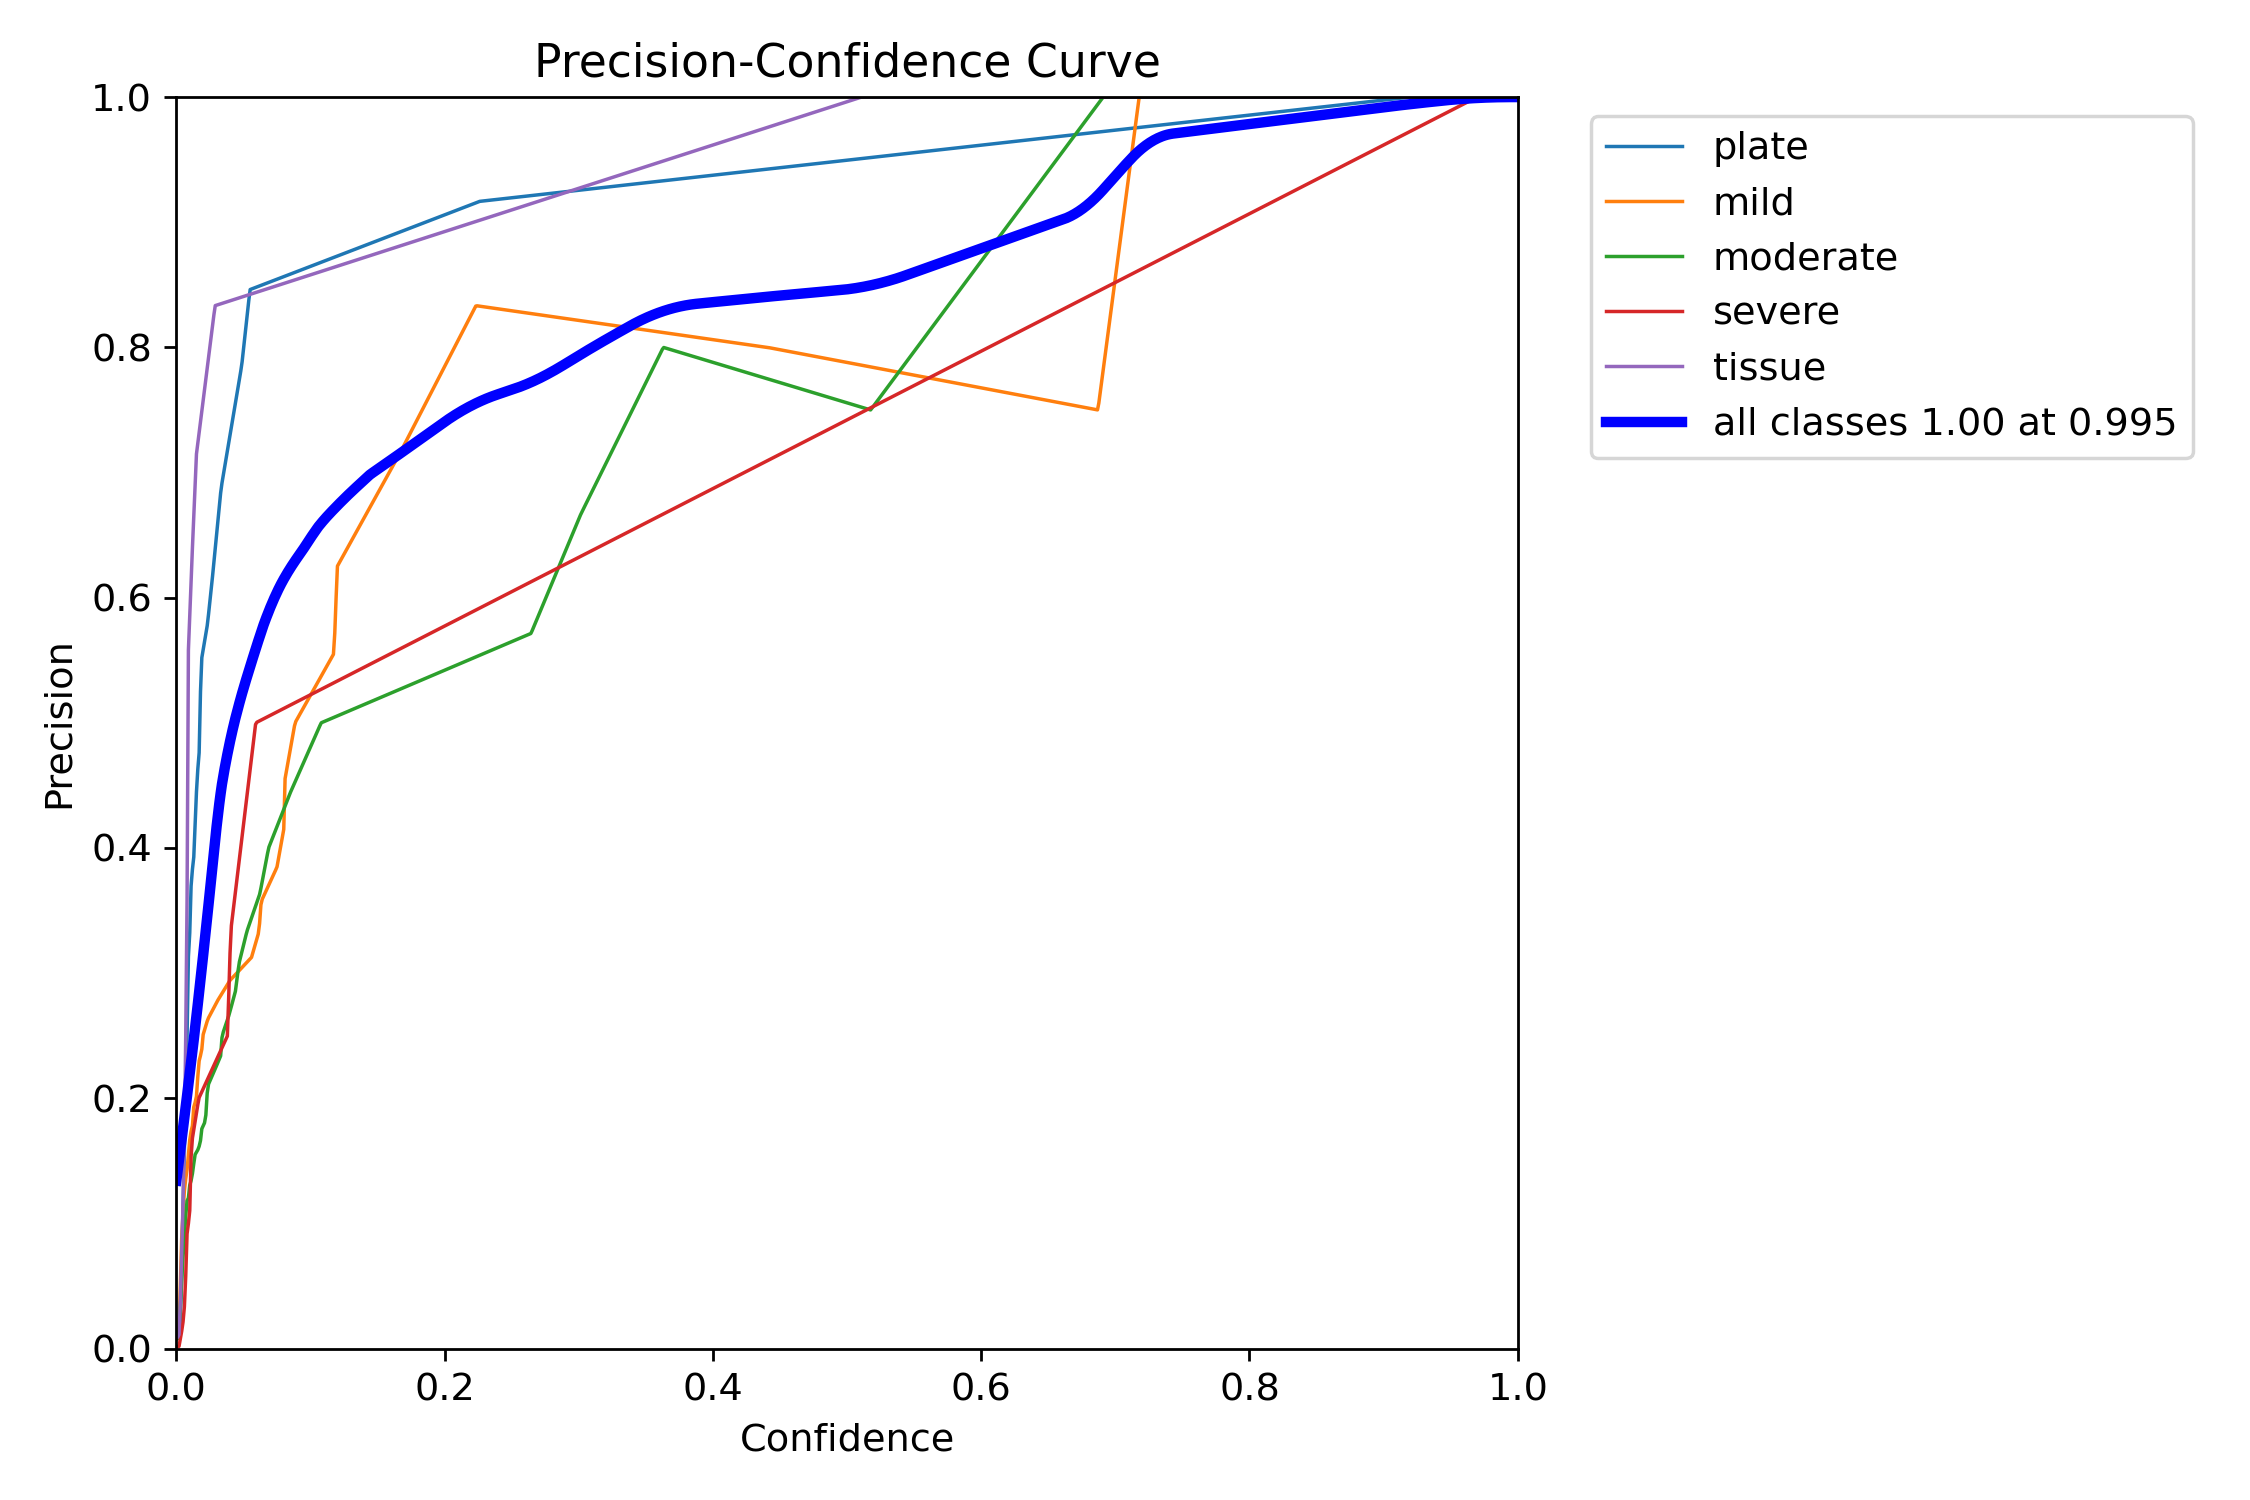 Precision-Confidence Curve
1.0
0.8
0.6
0.4
0.2
0.0
Precision
0.0 0.2 0.4 0.6 0.8 1.0
Confidence
plate
mild
moderate
severe
tissue
all classes 1.00 at 0.995